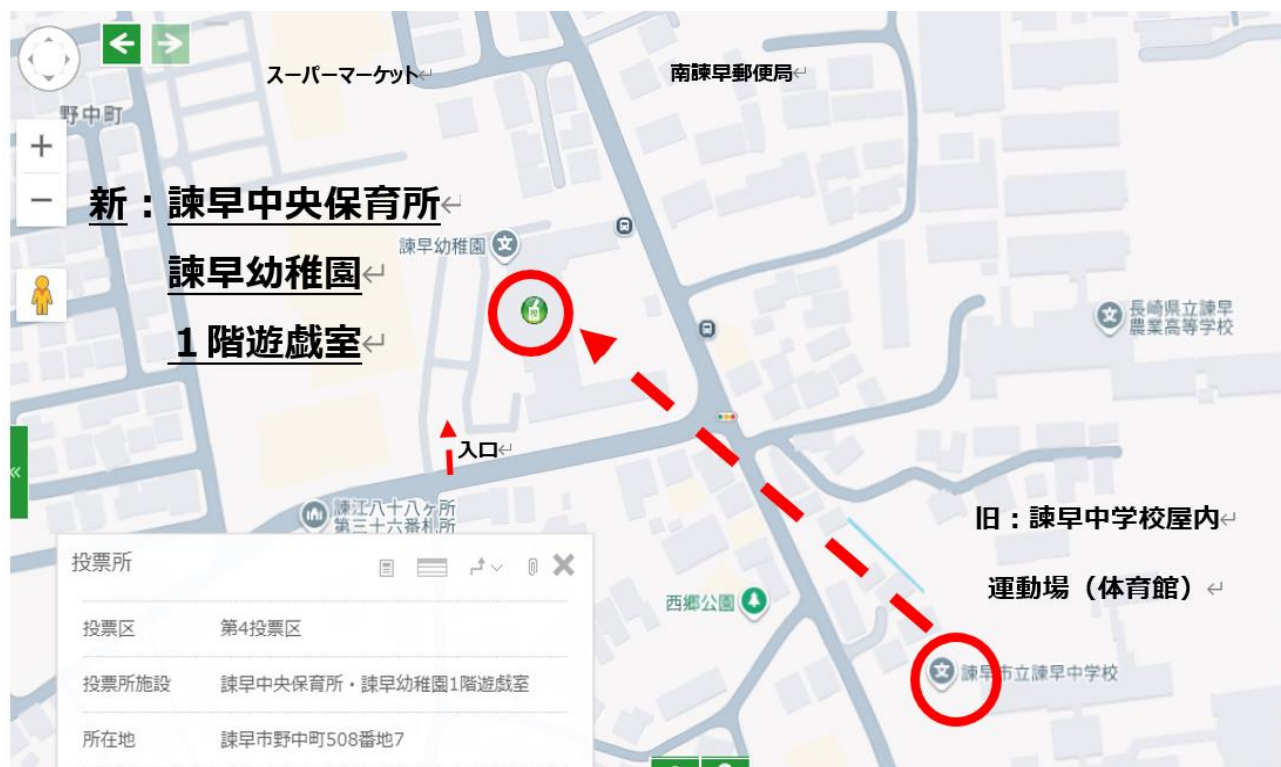 スーパーマーケット↵
南諫早郵便局↵
野中町
新:諫早中央保育所↵
諫早幼稚園↵
１階遊戯室↵
諫早幼稚園
文
投
文
長崎県立諫早
農業高等学校
入口↵
諫江八十八ヶ所
第三十六番札所
旧:諫早中学校屋内↵
運動場（体育館）↵
西郷公園
文
諫早市立諫早中学校
投票所
投票区 第4投票区
投票所施設 諫早中央保育所・諫早幼稚園1階遊戯室
所在地 諫早市野中町508番地7